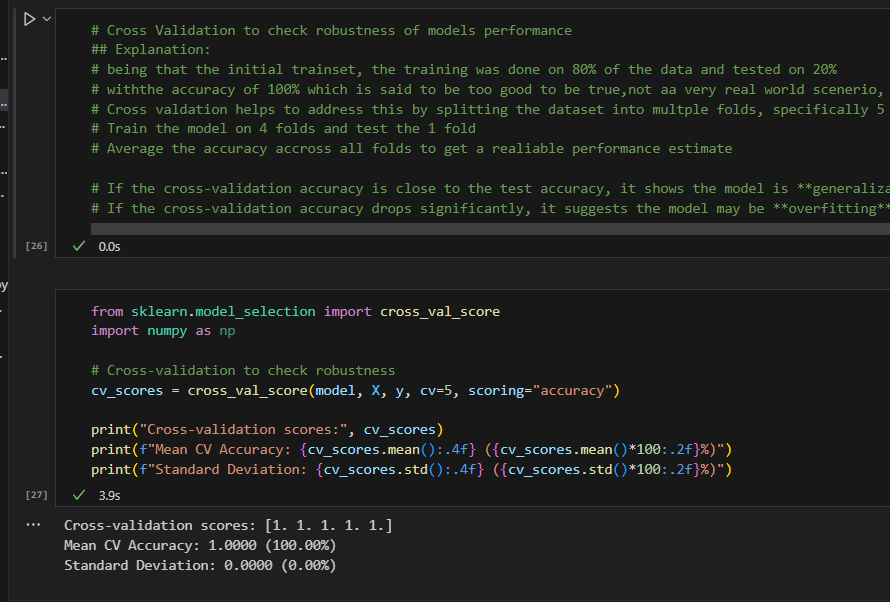 # Cross Validation to check robustness of models performance
## Explanation:
# being that the initial trainset, the training was done on 80% of the data and tested on 20%
# withthe accuracy of 100% which is said to be too good to be true,not aa very real world scenerio,
# Cross valdation helps to address this by splitting the dataset into multple folds, specifically 5
# Train the model on 4 folds and test the 1 fold
# Average the accuracy accross all folds to get a realiable performance estimate
# If the cross-validation accuracy is close to the test accuracy, it shows the model is **generaliza
# If the cross-validation accuracy drops significantly, it suggests the model may be **overfitting**
[26] 0.0s
py
from sklearn.model_selection import cross_val_score
import numpy as np
# Cross-validation to check robustness
cv_scores = cross_val_score(model, X, y, cv=5, scoring="accuracy")
print("Cross-validation scores:", cv_scores)
print(f"Mean CV Accuracy: {cv_scores.mean():.4f} ({cv_scores.mean()*100:.2f}%)")
print(f"Standard Deviation: {cv_scores.std():.4f} ({cv_scores.std()*100:.2f}%)")
[27] 3.9s
... Cross-validation scores: [1. 1. 1. 1. 1.]
Mean CV Accuracy: 1.0000 (100.00%)
Standard Deviation: 0.0000 (0.00%)